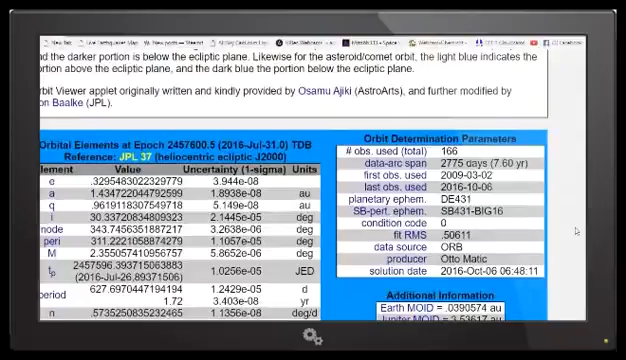 and the darker portion is below the ecliptic plane. Likewise for the asteroid/comet orbit, the light blue indicates the
portion above the ecliptic plane, and the dark blue the portion below the ecliptic plane.
rbit Viewer applet originally written and kindly provided by Osamu Ajiki (AstroArts), and further modified by
on Baalke (JPL).
Orbital Elements at Epoch 2457600.5 (2016-Jul-31.0) TDB
Reference: JPL 37 (heliocentric ecliptic J2000)
lement Value Uncertainty (1-sigma) Units
e .3295483022329779 3.944e-08
a 1.434722044792599 1.8938e-08 au
q .9619110830749718 5.149e-08 au
i 30.33720834809323 2.1445e-05 deg
node 343.7456351887217 3.2638e-06 deg
peri 311.2221058874279 1.1057e-05 deg
M 2.355057410956757 5.8652e-06 deg
tp 2457596.393715063883 1.0256e-05 JED
(2016-Jul-26.89371506)
period 627.6970447194194 1.2429e-05 d
1.72 3.403e-08 yr
n .5735250835232465 1.1356e-08 deg/d
Orbit Determination Parameters
# obs. used (total) 166
data-arc span 2775 days (7.60 yr)
first obs. used 2009-03-02
last obs. used 2016-10-06
planetary ephem. DE431
SB-pert. ephem. SB431-BIG16
condition code 0
fit RMS .50611
data source ORB
producer Otto Matic
solution date 2016-Oct-06 06:48:11
Additional Information
Earth MOID = .0390574 au
Jupiter MOID = 3.53617 au